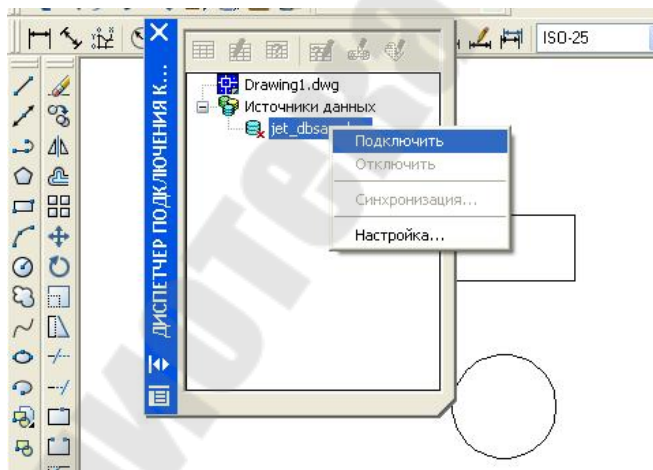 ISO-25
ДИСПЕТЧЕР ПОДКЛЮЧЕНИЯ К...
Drawing1.dwg
Источники данных
Подключить
Отключить
Синхронизация...
Настройка...